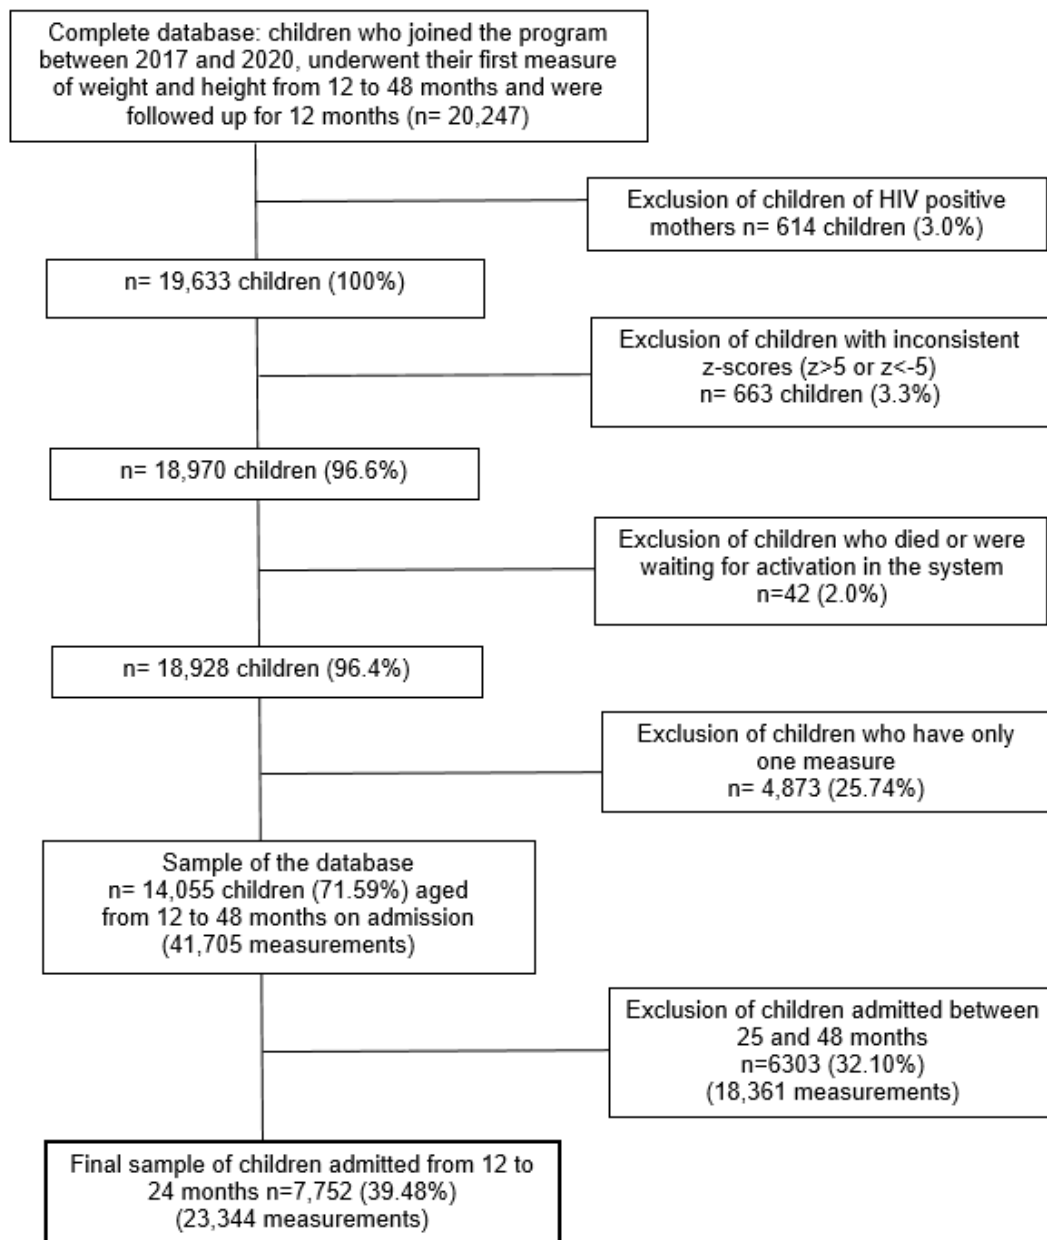 Complete database: children who joined the program
between 2017 and 2020, underwent their first measure
of weight and height from 12 to 48 months and were
followed up for 12 months (n= 20,247)
Exclusion of children of HIV positive
mothers n= 614 children (3.0%)
n= 19,633 children (100%)
Exclusion of children with inconsistent
z-scores (z>5 or z<-5)
n= 663 children (3.3%)
n= 18,970 children (96.6%)
Exclusion of children who died or were
waiting for activation in the system
n=42 (2.0%)
n= 18,928 children (96.4%)
Exclusion of children who have only
one measure
n= 4,873 (25.74%)
Sample of the database
n= 14,055 children (71.59%) aged
from 12 to 48 months on admission
(41,705 measurements)
Exclusion of children admitted between
25 and 48 months
n=6303 (32.10%)
(18,361 measurements)
Final sample of children admitted from 12 to
24 months n=7,752 (39.48%)
(23,344 measurements)